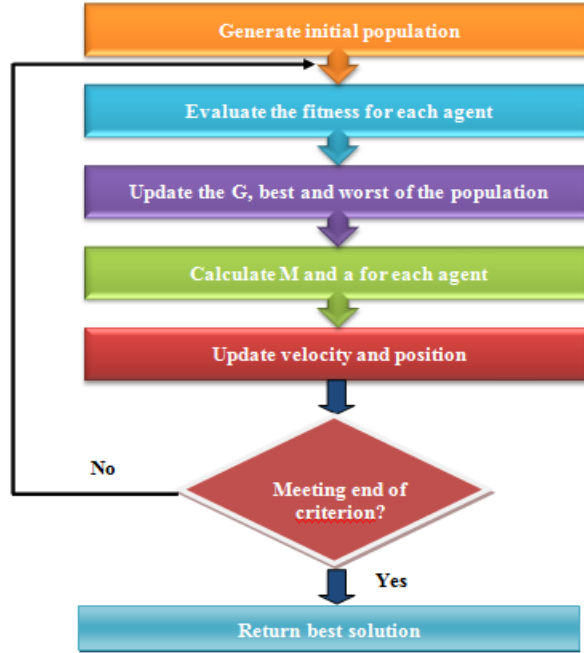 Generate initial population
Evaluate the fitness for each agent
Update the G, best and worst of the population
Calculate M and a for each agent
Update velocity and position
No
Meeting end of
criterion?
Yes
Return best solution